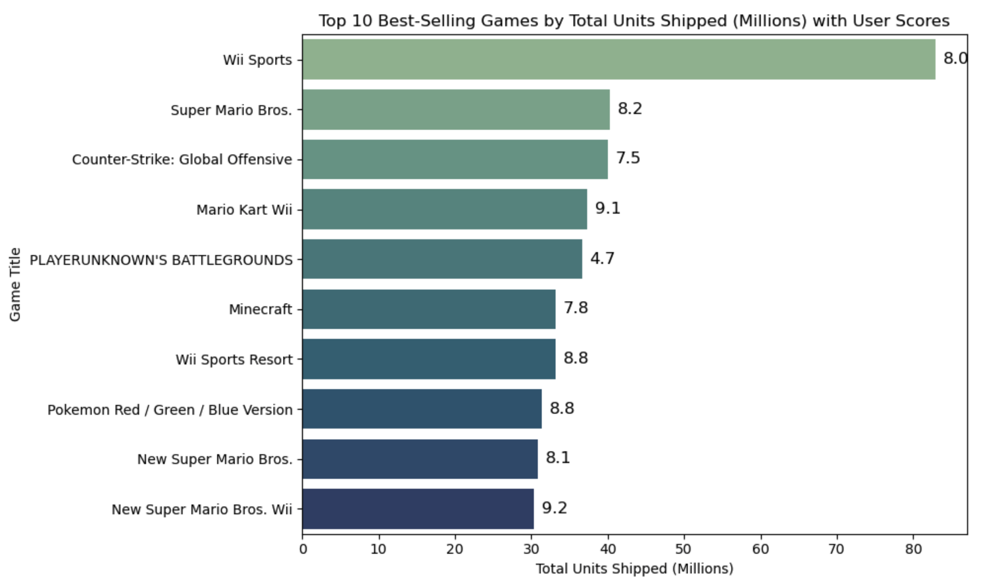 Top 10 Best-Selling Games by Total Units Shipped (Millions) with User Scores
Wii Sports 8.0
Super Mario Bros. 8.2
Counter-Strike: Global Offensive 7.5
Mario Kart Wii 9.1
PLAYERUNKNOWN'S BATTLEGROUNDS 4.7
Minecraft 7.8
Wii Sports Resort 8.8
Pokemon Red / Green / Blue Version 8.8
New Super Mario Bros. 8.1
New Super Mario Bros. Wii 9.2
Game Title
0 10 20 30 40 50 60 70 80
Total Units Shipped (Millions)